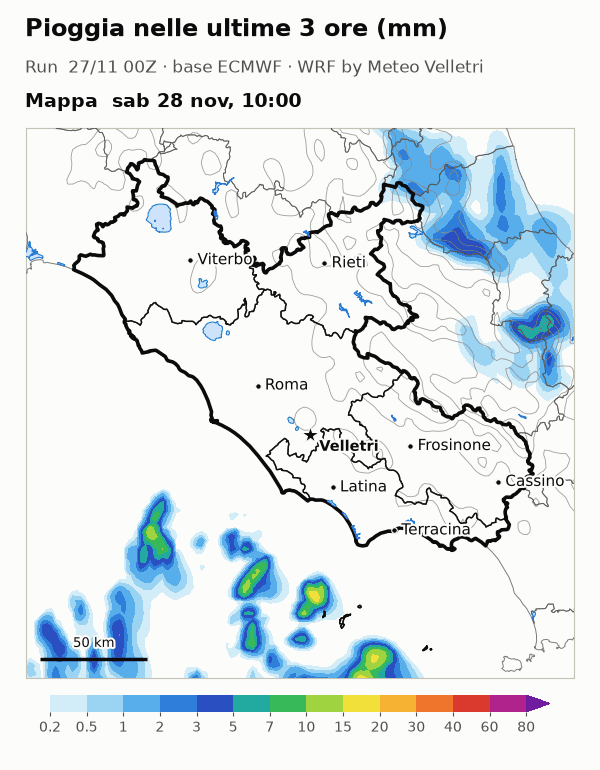 Pioggia nelle ultime 3 ore (mm)
Run  27/11 00Z · base ECMWF · WRF by Meteo Velletri
Mappa  sab 28 nov, 10:00
Viterbo
Rieti
Roma
Velletri
Frosinone
Latina
Cassino
Terracina
50 km
0.2 0.5 1 2 3 5 7 10 15 20 30 40 60 80